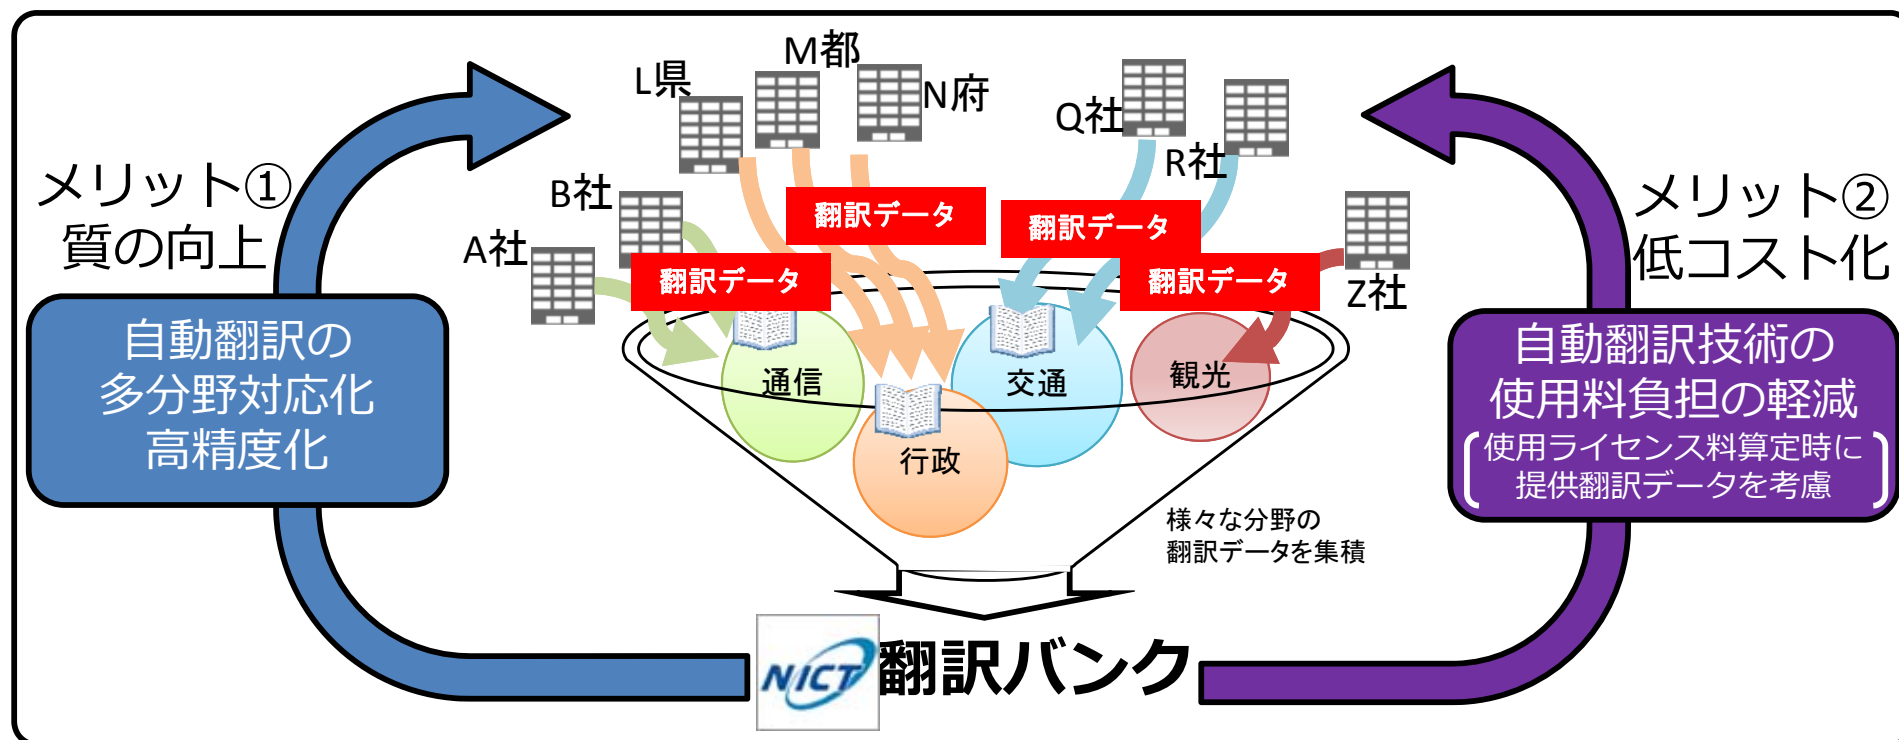 メリット①
質の向上
自動翻訳の
多分野対応化
高精度化
A社
B社
L県
M都
N府
Q社
R社
Z社
翻訳データ
翻訳データ
翻訳データ
翻訳データ
通信
行政
交通
観光
様々な分野の
翻訳データを集積
メリット②
低コスト化
自動翻訳技術の
使用料負担の軽減
使用ライセンス料算定時に
提供翻訳データを考慮
NICT
翻訳バンク